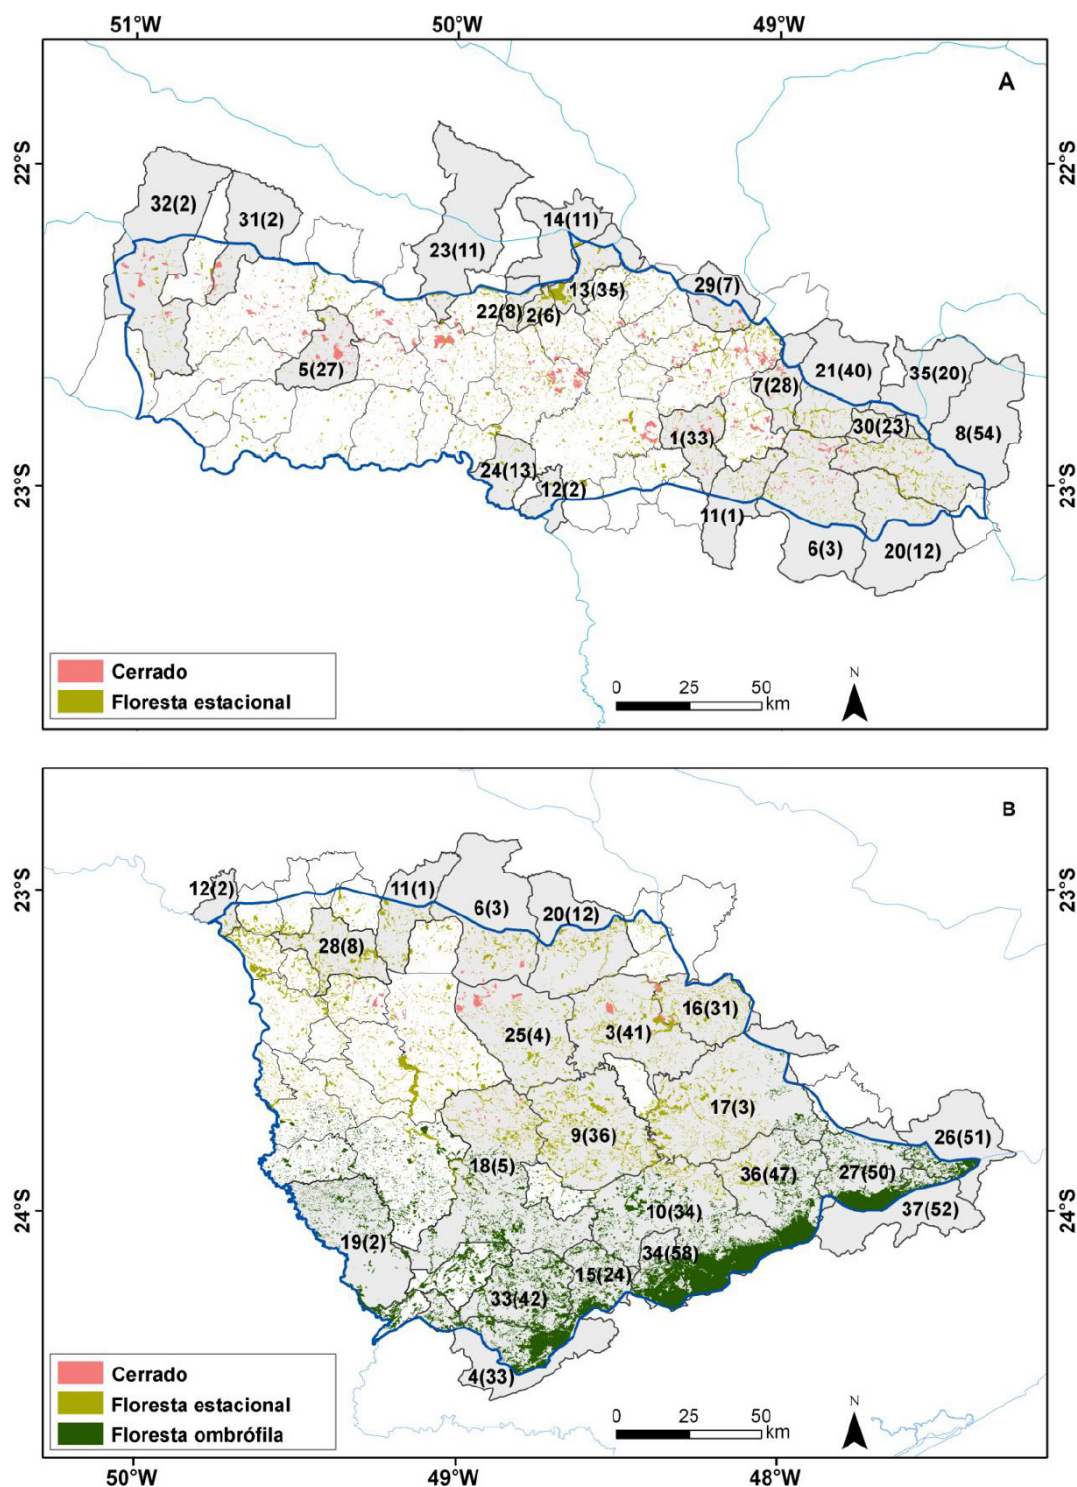 51°W 50°W 49°W
A
22°S 22°S
32(2)
31(2)
14(11)
23(11)
13(35)
29(7)
22(8) 2(6)
5(27)
21(40) 35(20)
7(28)
30(23) 8(54)
1(33)
24(13)
23°S 23°S
12(2)
11(1)
6(3) 20(12)
Cerrado
Floresta estacional
0 25 50
km
N
B
23°S 23°S
12(2) 11(1)
6(3) 20(12)
28(8)
16(31)
25(4) 3(41)
17(3)
9(36) 26(51)
18(5) 36(47) 27(50)
24°S 24°S
10(34) 37(52)
19(2)
34(58)
15(24)
33(42)
4(33)
Cerrado
Floresta estacional
Floresta ombrófila
0 25 50
km
N
50°W 49°W 48°W